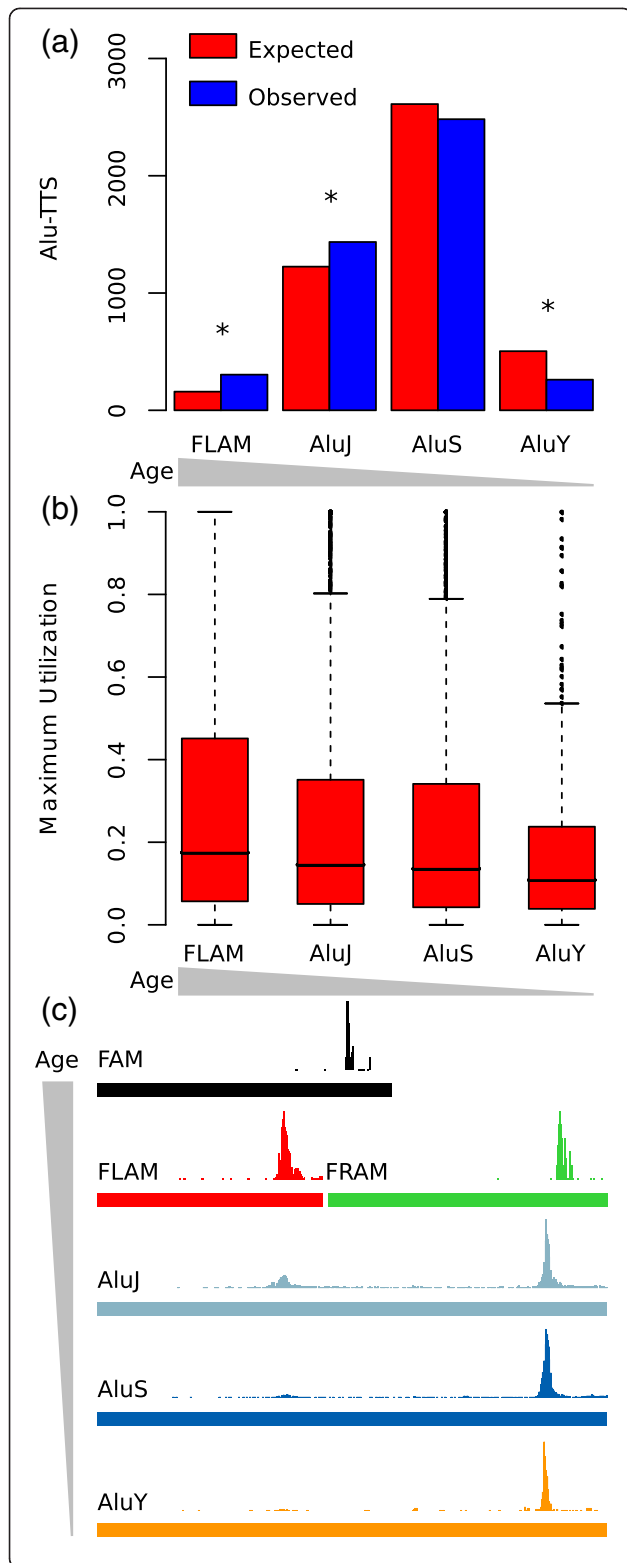 (a)
Expected
Observed
Alu-TTS
3000
2000
1000
0
*
*
*
FLAM AluJ AluS AluY
Age
(b)
Maximum Utilization
1.0
0.8
0.6
0.4
0.2
0.0
FLAM AluJ AluS AluY
Age
(c)
Age
FAM
FLAM FRAM
AluJ
AluS
AluY